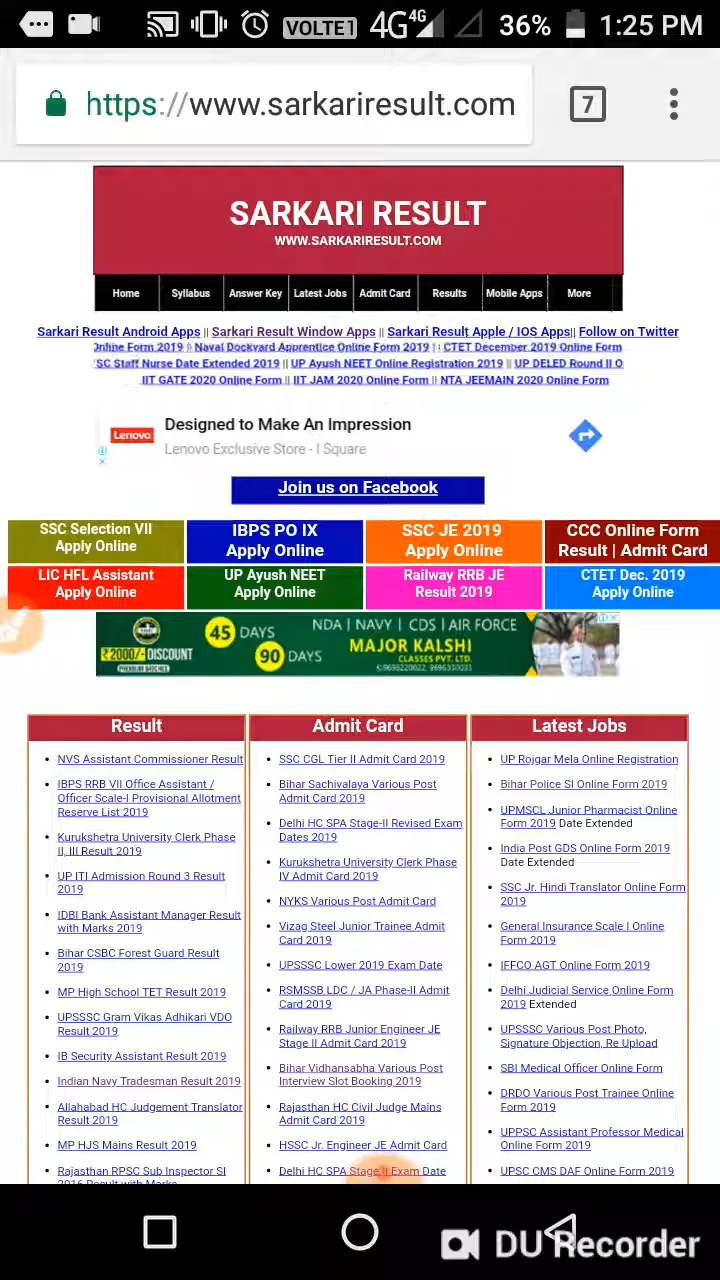 VOLTE1 4G 4G 36% 1:25 PM
https://www.sarkariresult.com
7
SARKARI RESULT
WWW.SARKARIRESULT.COM
Home Syllabus Answer Key Latest Jobs Admit Card Results Mobile Apps More
Sarkari Result Android Apps || Sarkari Result Window Apps || Sarkari Result Apple / IOS Apps|| Follow on Twitter
Online Form 2019 || Naval Dockyard Apprentice Online Form 2019 || CTET December 2019 Online Form
SC Staff Nurse Date Extended 2019 || UP Ayush NEET Online Registration 2019 || UP DELED Round II O
IIT GATE 2020 Online Form || IIT JAM 2020 Online Form || NTA JEEMAIN 2020 Online Form
Lenovo
Designed to Make An Impression
Lenovo Exclusive Store - I Square
Join us on Facebook
SSC Selection VII
Apply Online
IBPS PO IX
Apply Online
SSC JE 2019
Apply Online
CCC Online Form
Result | Admit Card
LIC HFL Assistant
Apply Online
UP Ayush NEET
Apply Online
Railway RRB JE
Result 2019
CTET Dec. 2019
Apply Online
₹2000/- DISCOUNT
45 DAYS
90 DAYS
NDA | NAVY | CDS | AIR FORCE
MAJOR KALSHI
CLASSES PVT. LTD.
Result
NVS Assistant Commissioner Result
IBPS RRB VII Office Assistant /
Officer Scale-I Provisional Allotment
Reserve List 2019
Kurukshetra University Clerk Phase
II, III Result 2019
UP ITI Admission Round 3 Result
2019
IDBI Bank Assistant Manager Result
with Marks 2019
Bihar CSBC Forest Guard Result
2019
MP High School TET Result 2019
UPSSSC Gram Vikas Adhikari VDO
Result 2019
IB Security Assistant Result 2019
Indian Navy Tradesman Result 2019
Allahabad HC Judgement Translator
Result 2019
MP HJS Mains Result 2019
Rajasthan RPSC Sub Inspector SI
2016 Result with Marks
Admit Card
SSC CGL Tier II Admit Card 2019
Bihar Sachivalaya Various Post
Admit Card 2019
Delhi HC SPA Stage-II Revised Exam
Dates 2019
Kurukshetra University Clerk Phase
IV Admit Card 2019
NYKS Various Post Admit Card
Vizag Steel Junior Trainee Admit
Card 2019
UPSSSC Lower 2019 Exam Date
RSMSSB LDC / JA Phase-II Admit
Card 2019
Railway RRB Junior Engineer JE
Stage II Admit Card 2019
Bihar Vidhansabha Various Post
Interview Slot Booking 2019
Rajasthan HC Civil Judge Mains
Admit Card 2019
HSSC Jr. Engineer JE Admit Card
Delhi HC SPA Stage II Exam Date
Latest Jobs
UP Rojgar Mela Online Registration
Bihar Police SI Online Form 2019
UPMSCL Junior Pharmacist Online
Form 2019 Date Extended
India Post GDS Online Form 2019
Date Extended
SSC Jr. Hindi Translator Online Form
2019
General Insurance Scale I Online
Form 2019
IFFCO AGT Online Form 2019
Delhi Judicial Service Online Form
2019 Extended
UPSSSC Various Post Photo,
Signature Objection, Re Upload
SBI Medical Officer Online Form
DRDO Various Post Trainee Online
Form 2019
UPPSC Assistant Professor Medical
Online Form 2019
UPSC CMS DAF Online Form 2019
DU Recorder